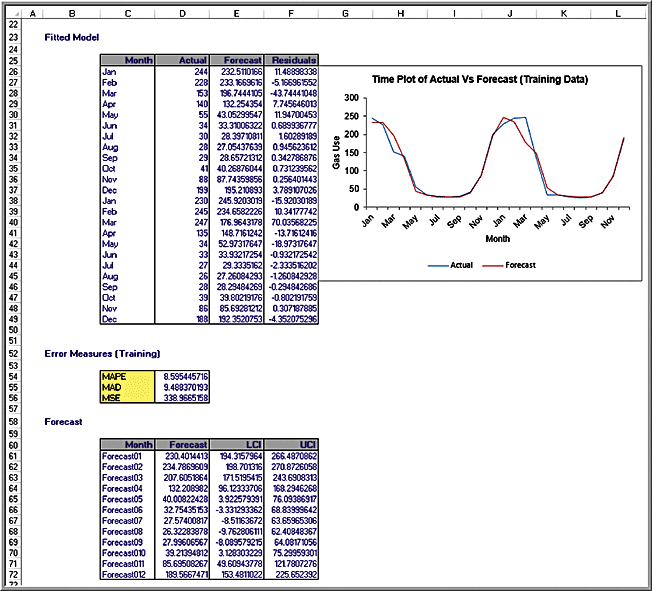 A B C D E F G H I J K L
22
23 Fitted Model
24
25 Month Actual Forecast Residuals
26 Jan 244 232.5110166 11.48898338
27 Feb 228 233.1669616 -5.166961552
28 Mar 153 196.7444105 -43.74441048
29 Apr 140 132.254354 7.745646013
30 May 55 43.05299547 11.94700453
31 Jun 34 33.31006322 0.689936777
32 Jul 30 28.39710811 1.60289189
33 Aug 28 27.05437639 0.945623612
34 Sep 29 28.65721312 0.342786876
35 Oct 41 40.26876044 0.731239562
36 Nov 88 87.74359856 0.256401443
37 Dec 199 195.210893 3.789107026
38 Jan 230 245.9203019 -15.92030189
39 Feb 245 234.6582226 10.34177742
40 Mar 247 176.9643178 70.03568225
41 Apr 135 148.7161242 -13.71612416
42 May 34 52.97317647 -18.97317647
43 Jun 33 33.93217254 -0.932172542
44 Jul 27 29.3335162 -2.333516202
45 Aug 26 27.26084293 -1.260842928
46 Sep 28 28.29484269 -0.294842686
47 Oct 39 39.80219176 -0.802191759
48 Nov 86 85.69281212 0.307187885
49 Dec 188 192.3520753 -4.352075296
50
51
52 Error Measures (Training)
53
54 MAPE 8.595445716
55 MAD 9.488370193
56 MSE 338.9665158
57
58 Forecast
59
60 Month Forecast LCI UCI
61 Forecast01 230.4014413 194.3157964 266.4870862
62 Forecast02 234.7869609 198.701316 270.8726058
63 Forecast03 207.6051864 171.5195415 243.6908313
64 Forecast04 132.208982 96.12333706 168.2946268
65 Forecast05 40.00822428 3.922579391 76.09386917
66 Forecast06 32.75435153 -3.331293362 68.83999642
67 Forecast07 27.57400817 -8.51163672 63.65965306
68 Forecast08 26.32283878 -9.762806111 62.40848367
69 Forecast09 27.99606567 -8.089579215 64.08171056
70 Forecast010 39.21394812 3.128303229 75.29959301
71 Forecast011 85.69508267 49.60943778 121.7807276
72 Forecast012 189.5667471 153.4811022 225.652392
Time Plot of Actual Vs Forecast (Training Data)
300
250
200
150
100
50
0
Gas Use
Jan Mar May Jul Sep Nov Jan Mar May Jul Sep Nov
Month
Actual Forecast